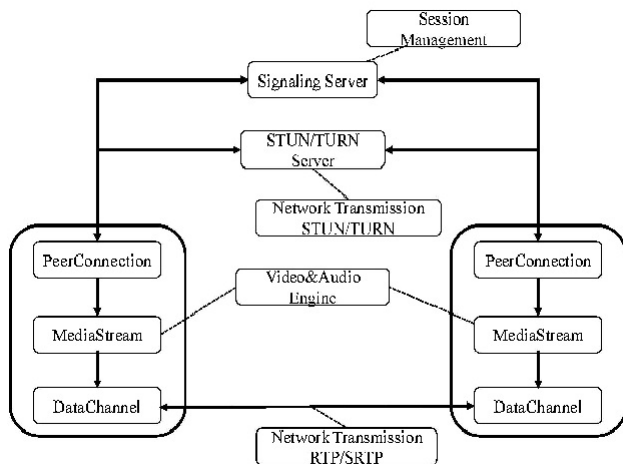 Session
Management
Signaling Server
STUN/TURN
Server
Network Transmission
STUN/TURN
PeerConnection
PeerConnection
Video&Audio
Engine
MediaStream
MediaStream
DataChannel
DataChannel
Network Transmission
RTP/SRTP